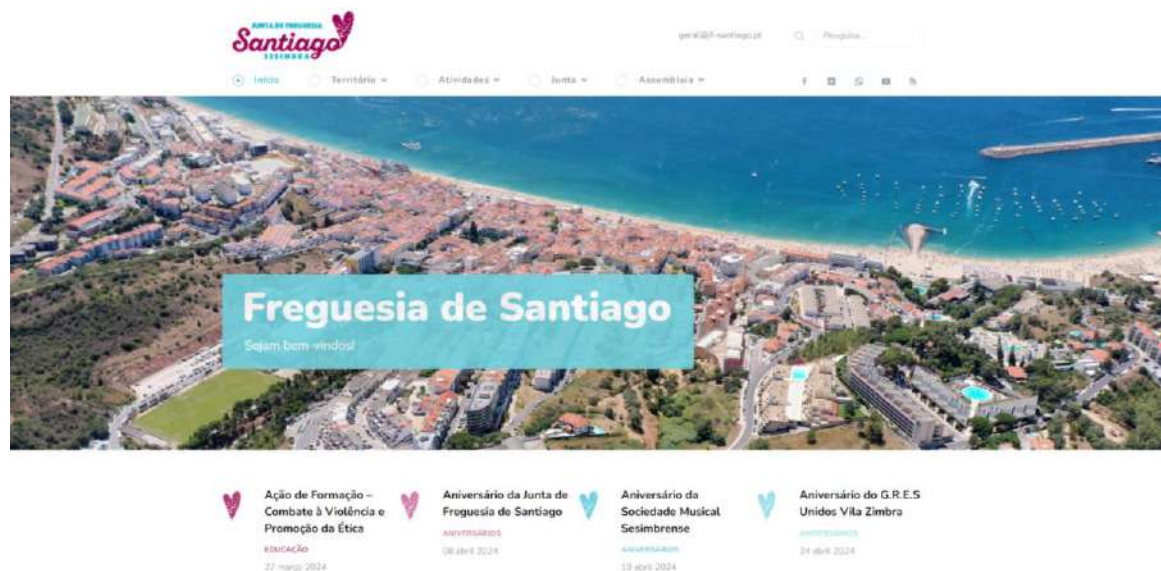 JUNTA DE FREGUESIA
Santiago
SESIMBRA
geral@jf-santiago.pt
Pesquisa...
Início
Território
Atividades
Junta
Assembleia
Freguesia de Santiago
Sejam bem-vindos!
Ação de Formação –
Combate à Violência e
Promoção da Ética
EDUCAÇÃO
27 março 2024
Aniversário da Junta de
Freguesia de Santiago
ANIVERSÁRIOS
08 abril 2024
Aniversário da
Sociedade Musical
Sesimbrense
ANIVERSÁRIOS
19 abril 2024
Aniversário do G.R.E.S
Unidos Vila Zimbra
ANIVERSÁRIOS
24 abril 2024